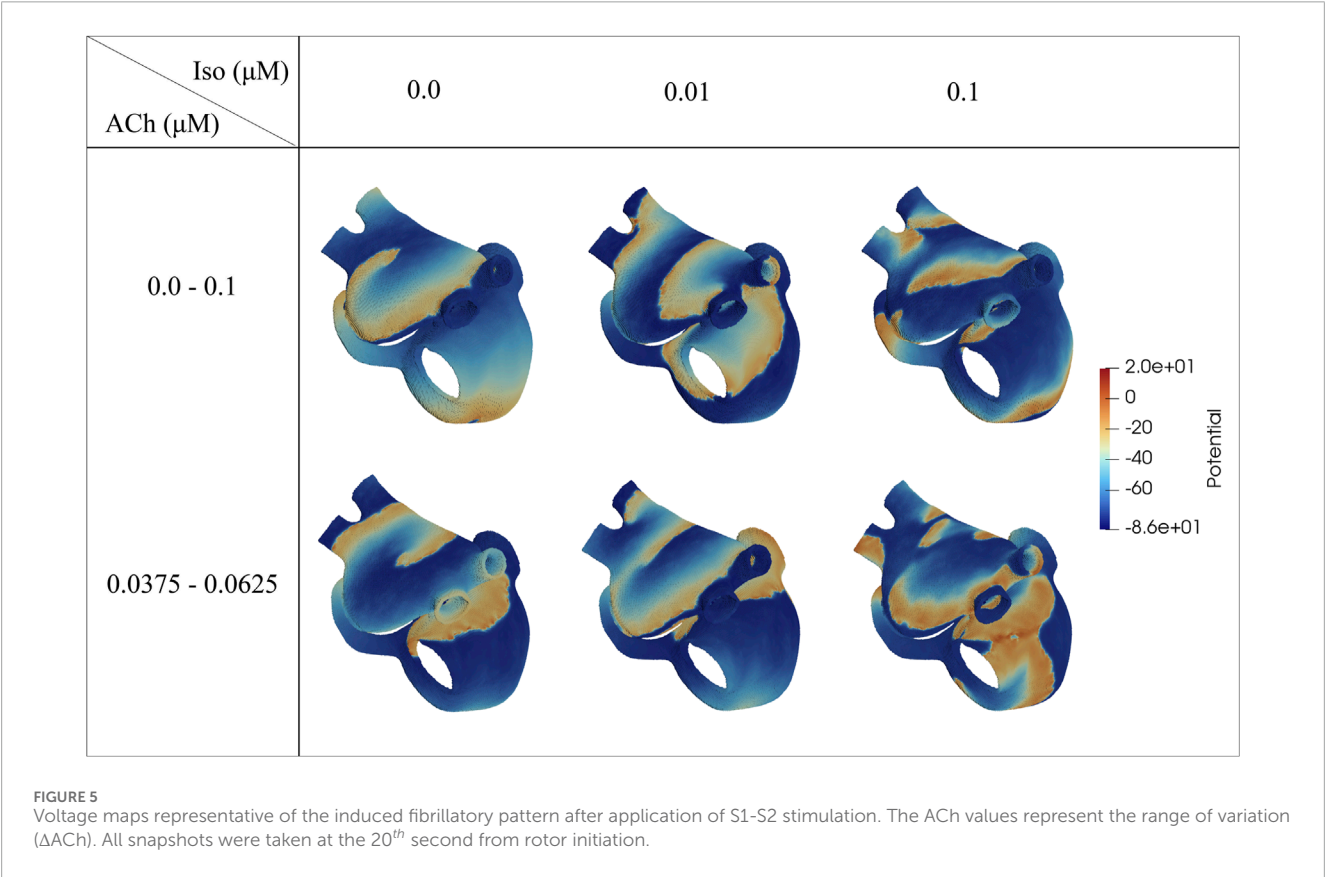 Iso (μM)
ACh (μM)
0.0
0.01
0.1
0.0 - 0.1
0.0375 - 0.0625
2.0e+01
0
-20
-40
-60
-8.6e+01
Potential
FIGURE 5
Voltage maps representative of the induced fibrillatory pattern after application of S1-S2 stimulation. The ACh values represent the range of variation
(ΔACh). All snapshots were taken at the 20th second from rotor initiation.